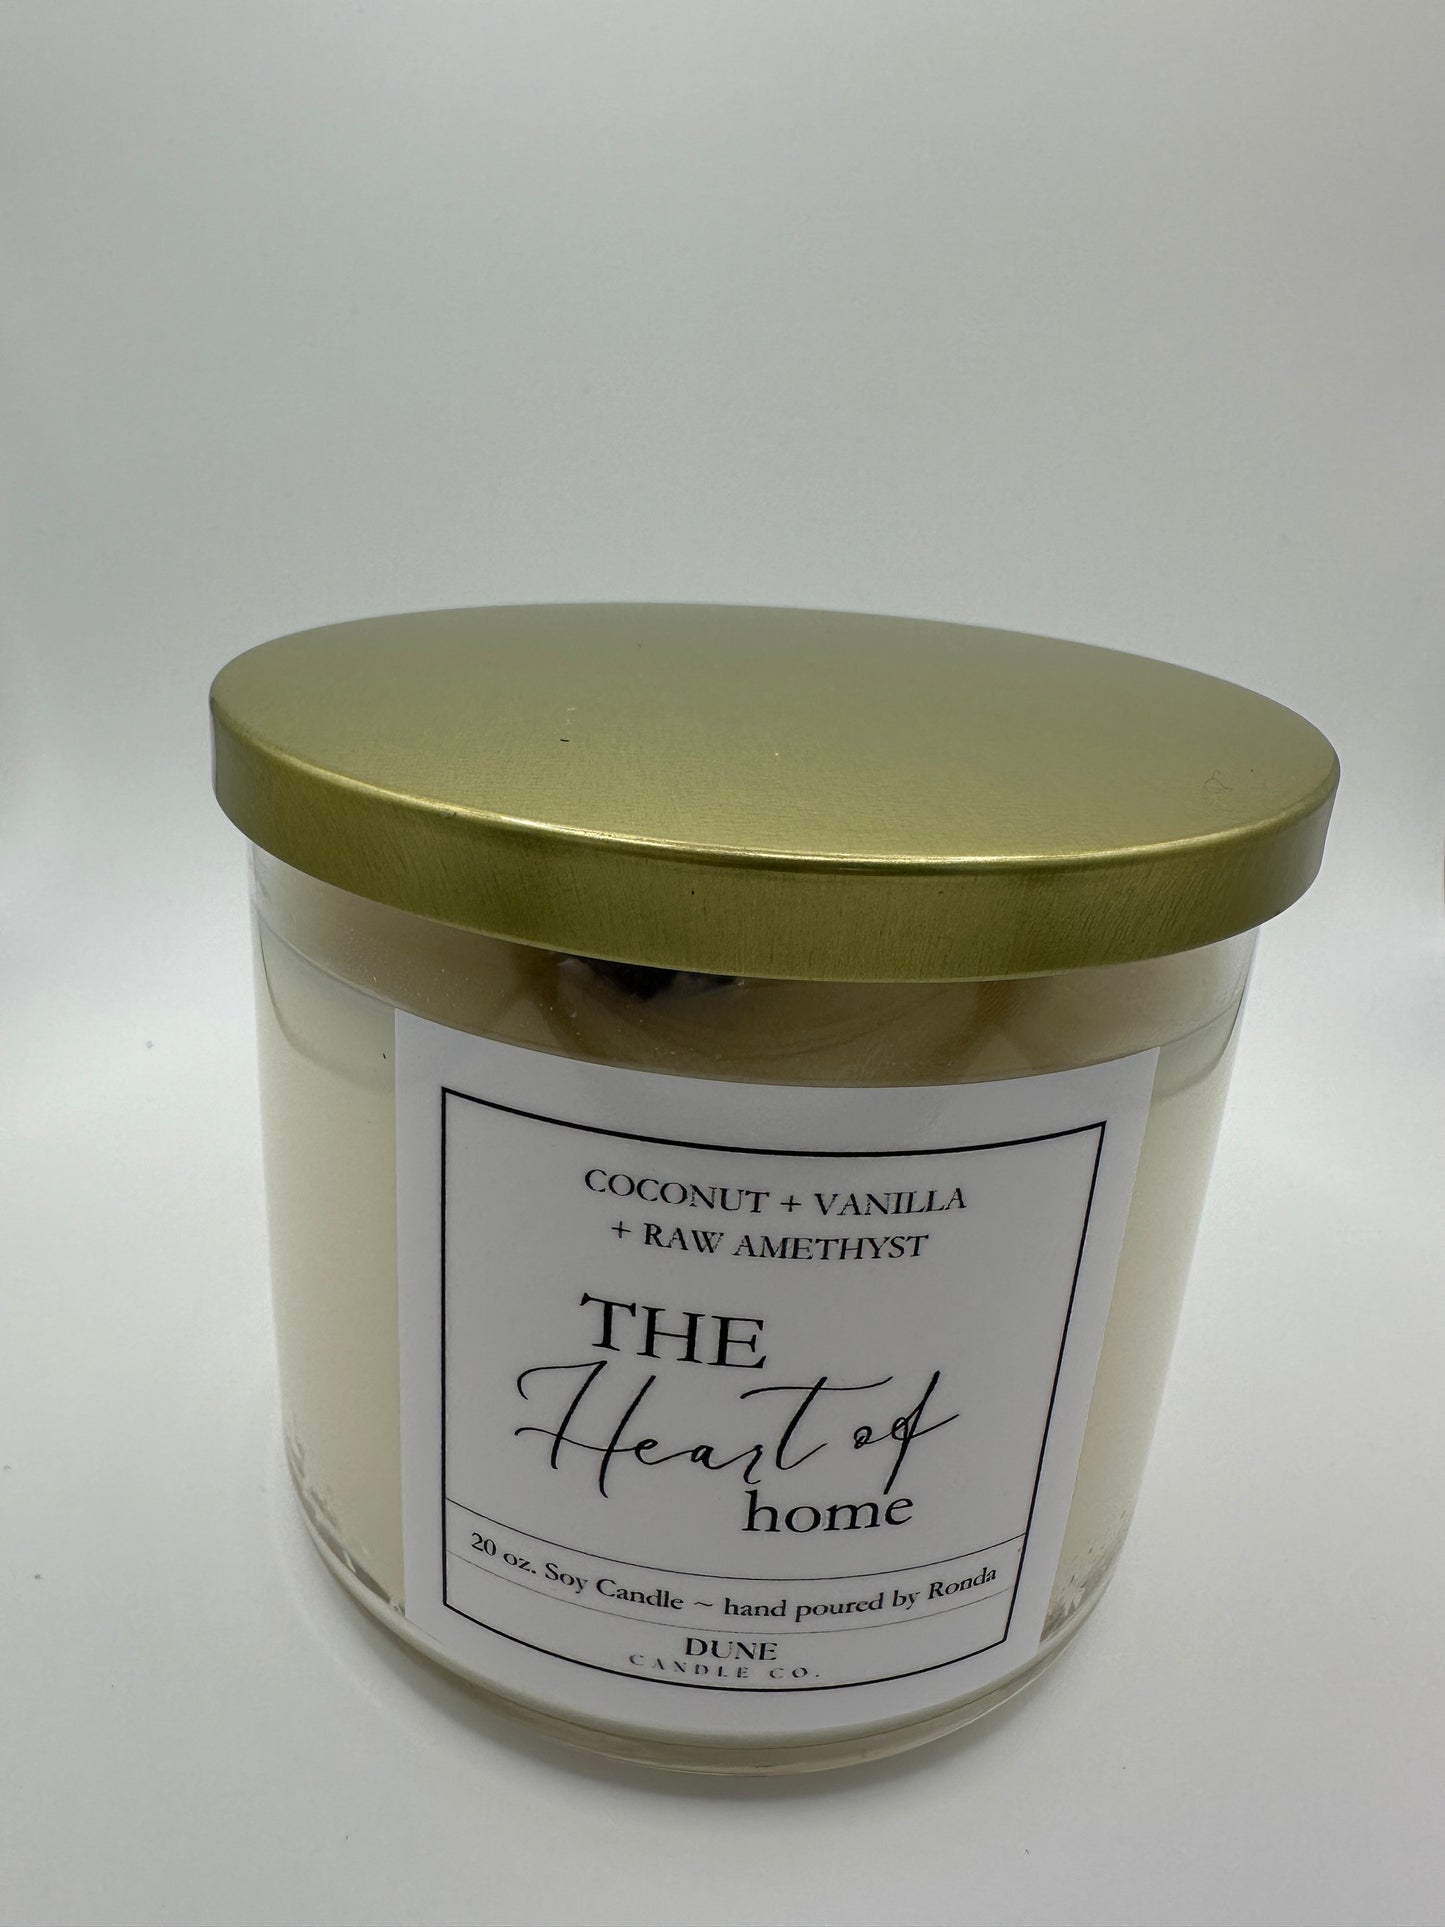 COCONUT + VANILLA
+ RAW AMETHYST
THE
Heart of
home
20 oz. Soy Candle ~ hand poured by Ronda
DUNE
CANDLE CO.